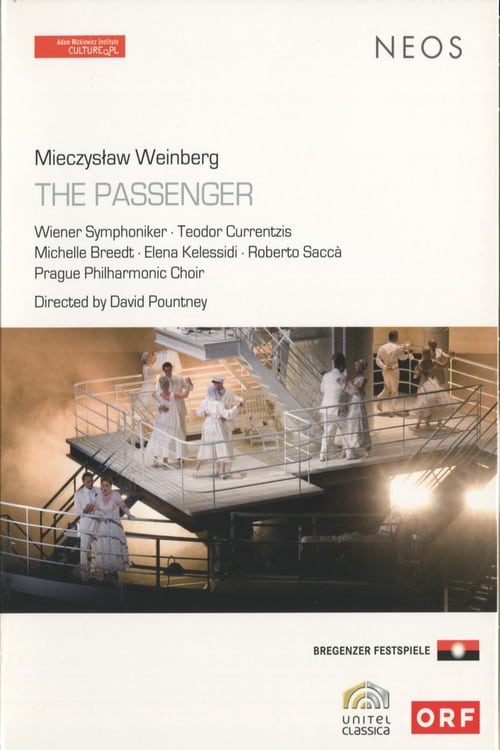 Adam Mickiewicz Institute
CULTURE.PL
NEOS
Mieczysław Weinberg
THE PASSENGER
Wiener Symphoniker · Teodor Currentzis
Michelle Breedt · Elena Kelessidi · Roberto Saccà
Prague Philharmonic Choir
Directed by David Pountney
BREGENZER FESTSPIELE
UNITEL
CLASSICA
ORF